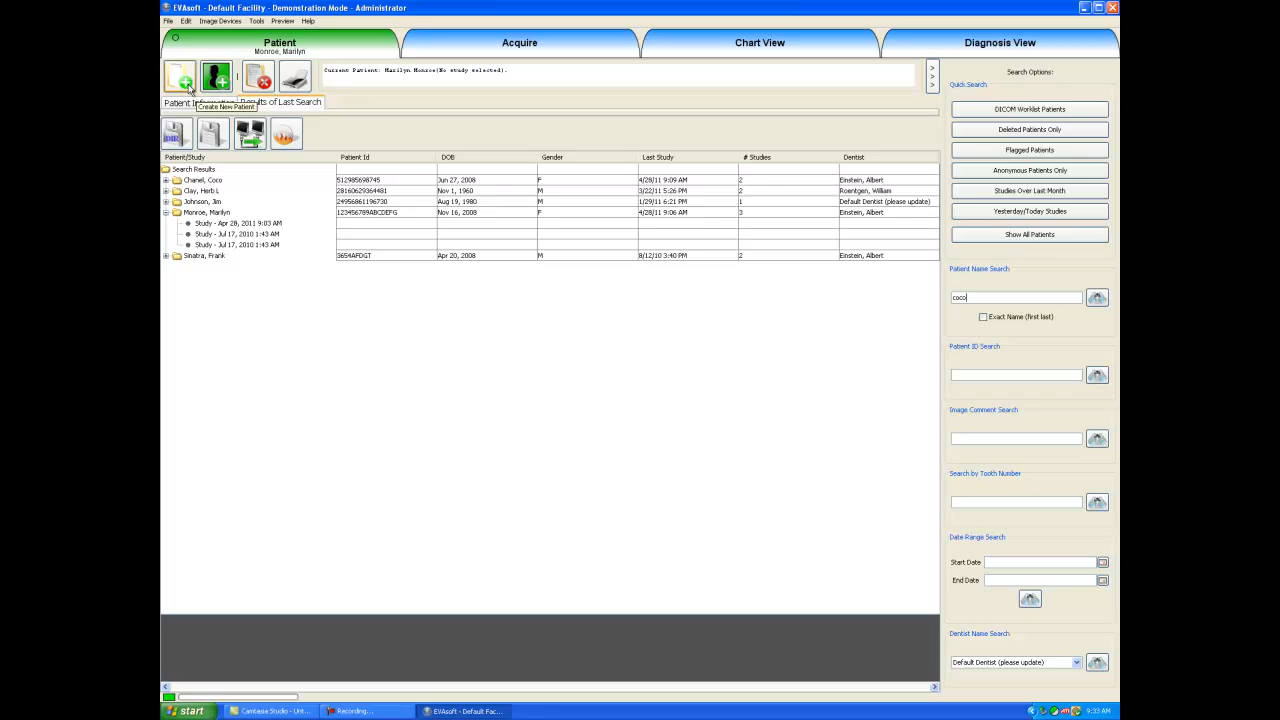 EVAsoft - Default Facility - Demonstration Mode - Administrator
File Edit Image Devices Tools Preview Help
Patient
Monroe, Marilyn
Acquire
Chart View
Diagnosis View
Current Patient: Marilyn Monroe(No study selected).
>
>
>
Search Options:
Patient Information
Results of Last Search
Create New Patient
Quick Search
DICOM Worklist Patients
Deleted Patients Only
Flagged Patients
Anonymous Patients Only
Studies Over Last Month
Yesterday/Today Studies
Show All Patients
Patient/Study Patient Id DOB Gender Last Study # Studies Dentist
Search Results
Chanel, Coco 512985698745 Jun 27, 2008 F 4/28/11 9:09 AM 2 Einstein, Albert
Clay, Herb L 28160629364481 Nov 1, 1960 M 3/22/11 5:26 PM 2 Roentgen, William
Johnson, Jim 24956861196730 Aug 19, 1980 M 1/29/11 6:21 PM 1 Default Dentist (please update)
Monroe, Marilyn 123456789ABCDEFG Nov 16, 2008 F 4/28/11 9:06 AM 3 Einstein, Albert
Study - Apr 28, 2011 9:03 AM
Study - Jul 17, 2010 1:43 AM
Study - Jul 17, 2010 1:43 AM
Sinatra, Frank 3654AFDGT Apr 20, 2008 M 8/12/10 3:40 PM 2 Einstein, Albert
Patient Name Search
coco
Exact Name (first last)
Patient ID Search
Image Comment Search
Search by Tooth Number
Date Range Search
Start Date
End Date
Dentist Name Search
Default Dentist (please update)
start
Camtasia Studio - Unt...
Recording...
EVAsoft - Default Fac...
9:33 AM